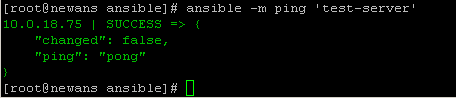 [root@newans ansible]# ansible -m ping 'test-server'
10.0.18.75 | SUCCESS => {
    "changed": false,
    "ping": "pong"
}
[root@newans ansible]#